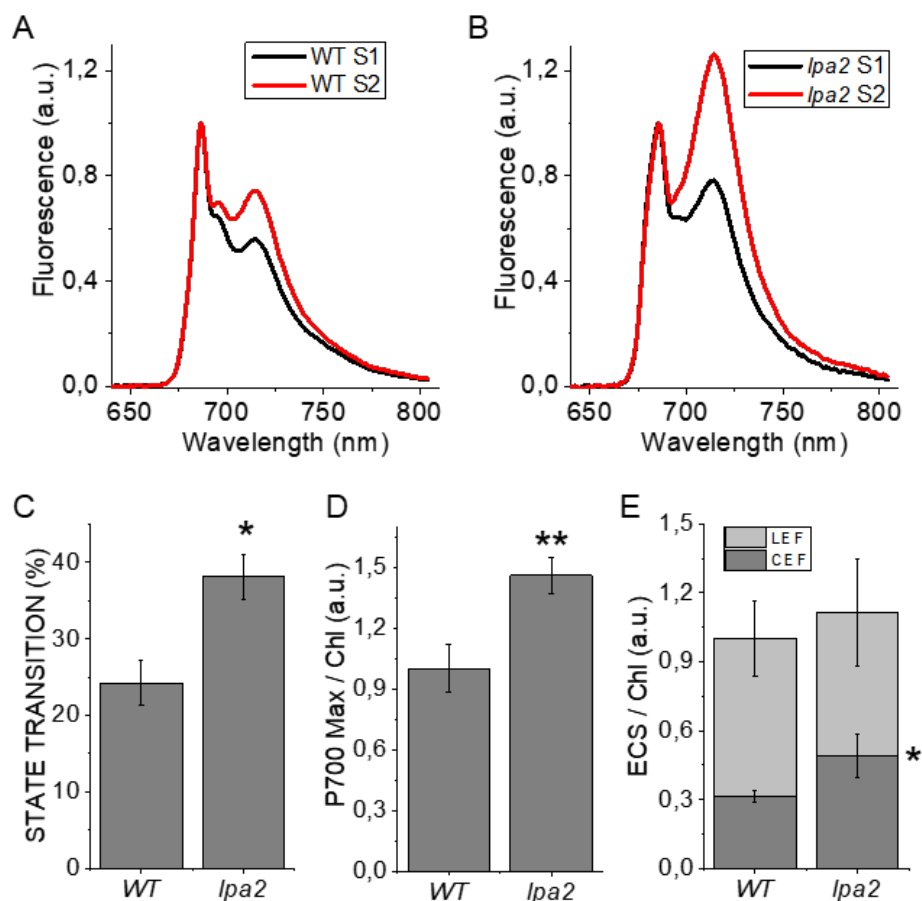 A
WT S1
WT S2
Fluorescence (a.u.)
1,2
0,8
0,4
0,0
650 700 750 800
Wavelength (nm)
B
lpa2 S1
lpa2 S2
Fluorescence (a.u.)
1,2
0,8
0,4
0,0
650 700 750 800
Wavelength (nm)
C
STATE TRANSITION (%)
40
30
20
10
0
*
WT lpa2
D
P700 Max / Chl (a.u.)
1,5
1,2
0,9
0,6
0,3
0,0
**
WT lpa2
E
LEF
CEF
ECS / Chl (a.u.)
1,5
1,2
0,9
0,6
0,3
0,0
*
WT lpa2